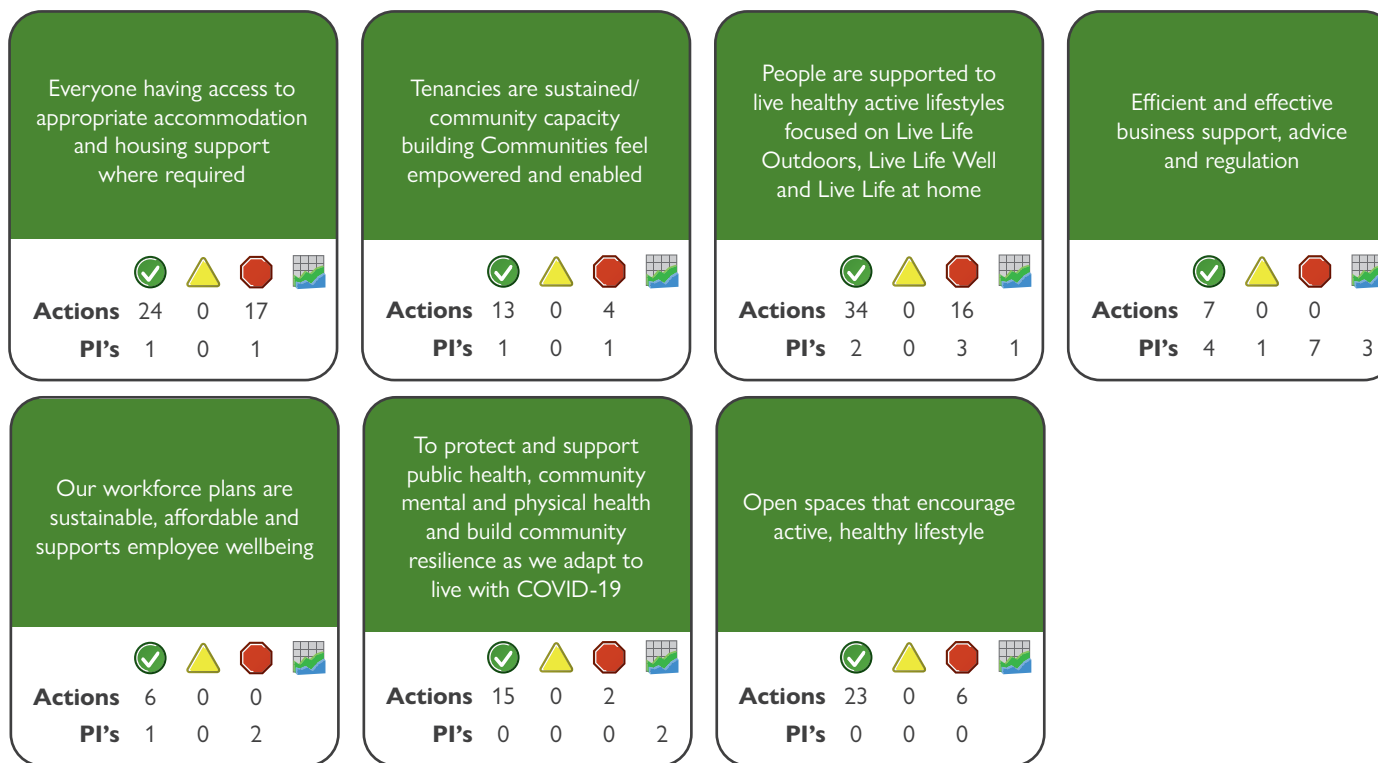 Everyone having access to
appropriate accommodation
and housing support
where required
Actions 24 0 17
PI's 1 0 1
Tenancies are sustained/
community capacity
building Communities feel
empowered and enabled
Actions 13 0 4
PI's 1 0 1
People are supported to
live healthy active lifestyles
focused on Live Life
Outdoors, Live Life Well
and Live Life at home
Actions 34 0 16
PI's 2 0 3 1
Efficient and effective
business support, advice
and regulation
Actions 7 0 0
PI's 4 1 7 3
Our workforce plans are
sustainable, affordable and
supports employee wellbeing
Actions 6 0 0
PI's 1 0 2
To protect and support
public health, community
mental and physical health
and build community
resilience as we adapt to
live with COVID-19
Actions 15 0 2
PI's 0 0 0 2
Open spaces that encourage
active, healthy lifestyle
Actions 23 0 6
PI's 0 0 0